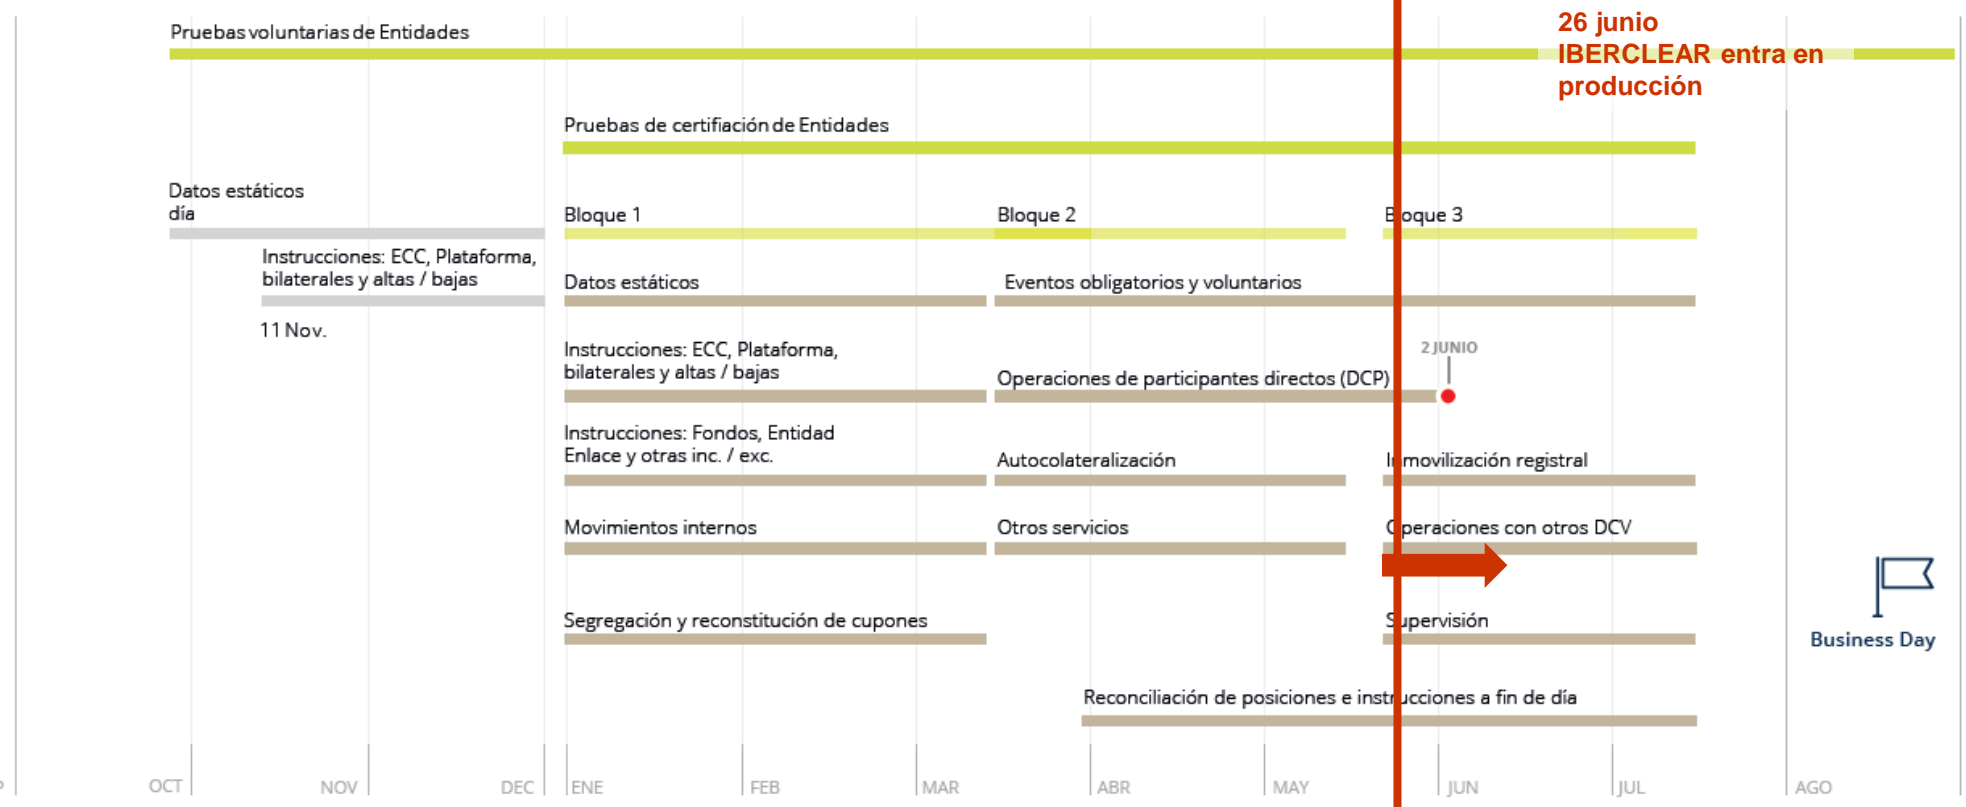 26 junio
IBERCLEAR entra en
producción
Pruebas voluntarias de Entidades
Pruebas de certifiación de Entidades
Datos estáticos
día
Bloque 1
Bloque 2
Bloque 3
Instrucciones: ECC, Plataforma,
bilaterales y altas / bajas
11 Nov.
Datos estáticos
Eventos obligatorios y voluntarios
Instrucciones: ECC, Plataforma,
bilaterales y altas / bajas
Operaciones de participantes directos (DCP)
2 JUNIO
Instrucciones: Fondos, Entidad
Enlace y otras inc. / exc.
Autocolateralización
Inmovilización registral
Movimientos internos
Otros servicios
Operaciones con otros DCV
Segregación y reconstitución de cupones
Supervisión
Business Day
Reconciliación de posiciones e instrucciones a fin de día
OCT
NOV
DEC
ENE
FEB
MAR
ABR
MAY
JUN
JUL
AGO